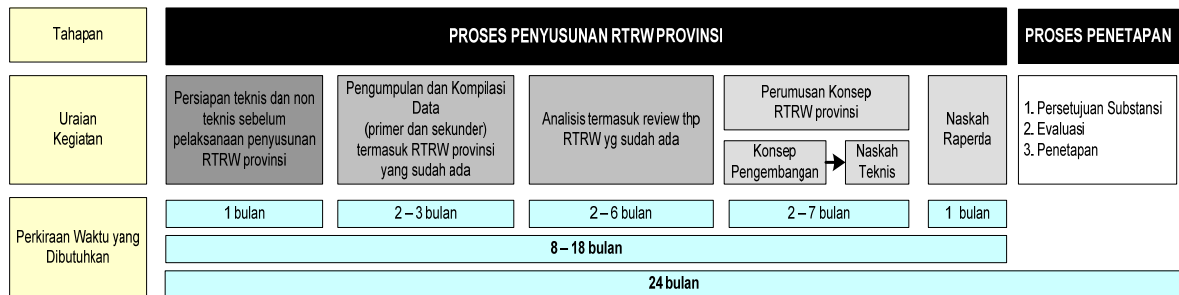 Tahapan
PROSES PENYUSUNAN RTRW PROVINSI
PROSES PENETAPAN
Uraian
Kegiatan
Persiapan teknis dan non
teknis sebelum
pelaksanaan penyusunan
RTRW provinsi
Pengumpulan dan Kompilasi
Data
(primer dan sekunder)
termasuk RTRW provinsi
yang sudah ada
Analisis termasuk review thp
RTRW yg sudah ada
Perumusan Konsep
RTRW provinsi
Konsep
Pengembangan
Naskah
Teknis
Naskah
Raperda
1. Persetujuan Substansi
2. Evaluasi
3. Penetapan
Perkiraan Waktu yang
Dibutuhkan
1 bulan
2 – 3 bulan
2 – 6 bulan
2 – 7 bulan
1 bulan
8 – 18 bulan
24 bulan